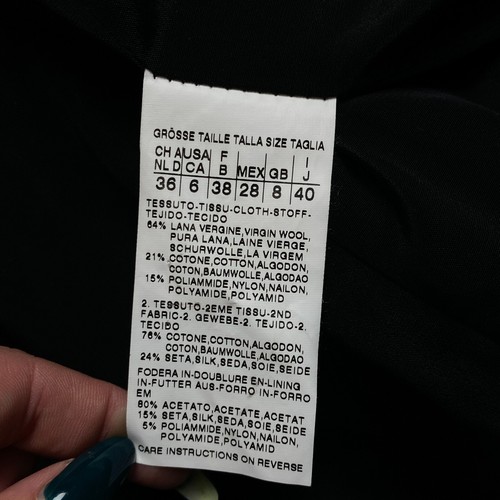 GRÖSSE TAILLE TALLA SIZE TAGLIA
CH A USA F I
NL D CA B MEX GB J
36 6 38 28 8 40
TESSUTO-TISSU-CLOTH-STOFF-
TEJIDO-TECIDO
64% LANA VERGINE,VIRGIN WOOL,
PURA LANA,LAINE VIERGE,
SCHURWOLLE,LA VIRGEM
21% COTONE,COTTON,ALGODON,
COTON,BAUMWOLLE,ALGODAO
15% POLIAMMIDE,NYLON,NAILON,
POLYAMIDE,POLYAMID
2. TESSUTO-2EME TISSU-2ND
FABRIC-2. GEWEBE-2. TEJIDO-2.
TECIDO
76% COTONE,COTTON,ALGODON,
COTON,BAUMWOLLE,ALGODAO
24% SETA,SILK,SEDA,SOIE,SEIDE
FODERA IN-DOUBLURE EN-LINING
IN-FUTTER AUS-FORRO IN-FORRO
EM
80% ACETATO,ACETATE,ACETAT
15% SETA,SILK,SEDA,SOIE,SEIDE
5% POLIAMMIDE,NYLON,NAILON,
POLYAMIDE,POLYAMID
CARE INSTRUCTIONS ON REVERSE